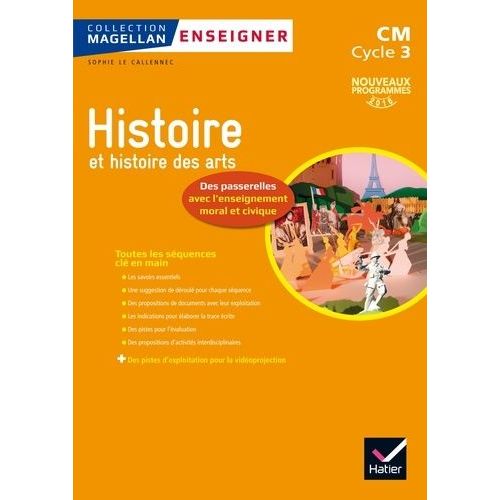 COLLECTION
MAGELLAN
ENSEIGNER
SOPHIE LE CALLENNEC
CM
Cycle 3
NOUVEAUX
PROGRAMMES
2016
Histoire
et histoire des arts
Des passerelles
avec l'enseignement
moral et civique
Toutes les séquences
clé en main
• Les savoirs essentiels
• Une suggestion de déroulé pour chaque séquence
• Des propositions de documents avec leur exploitation
• Les indications pour élaborer la trace écrite
• Des pistes pour l'évaluation
• Des propositions d'activités interdisciplinaires
+ Des pistes d'exploitation pour la vidéoprojection
Hatier